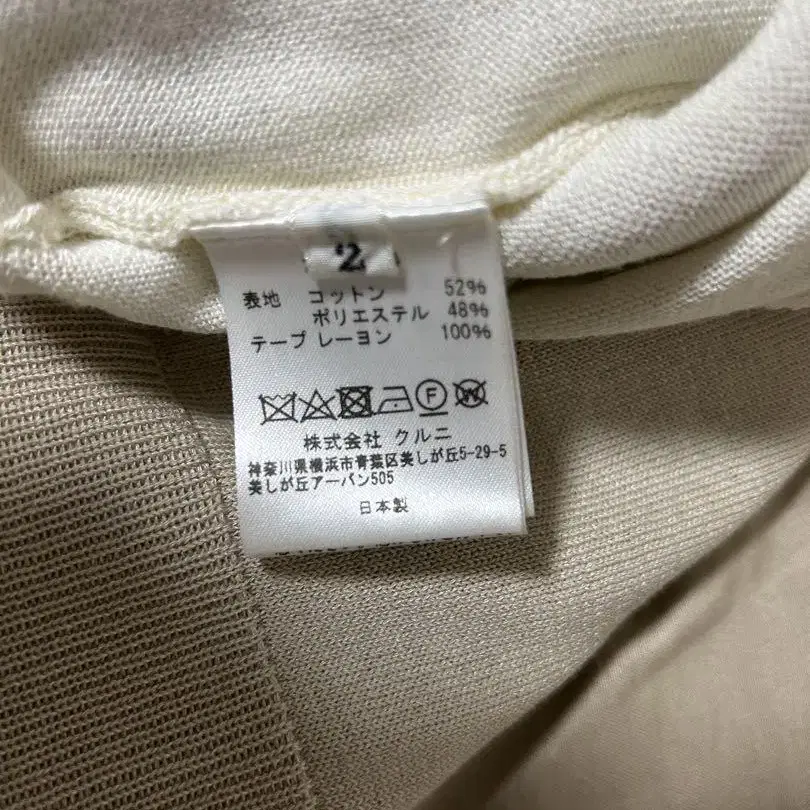 2
表地 コットン 52%
ポリエステル 48%
テープ レーヨン 100%
F W
株式会社 クルニ
神奈川県横浜市青葉区美しが丘5-29-5
美しが丘アーバン505
日本製